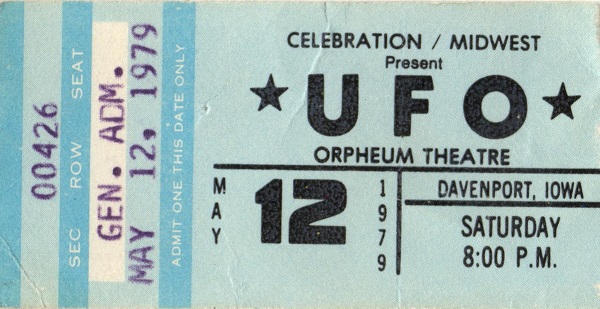 00426
SEC ROW SEAT
GEN. ADM.
MAY 12, 1979
ADMIT ONE THIS DATE ONLY
CELEBRATION / MIDWEST
Present
★ UFO ★
ORPHEUM THEATRE
MAY 12 1979
DAVENPORT, IOWA
SATURDAY
8:00 P.M.